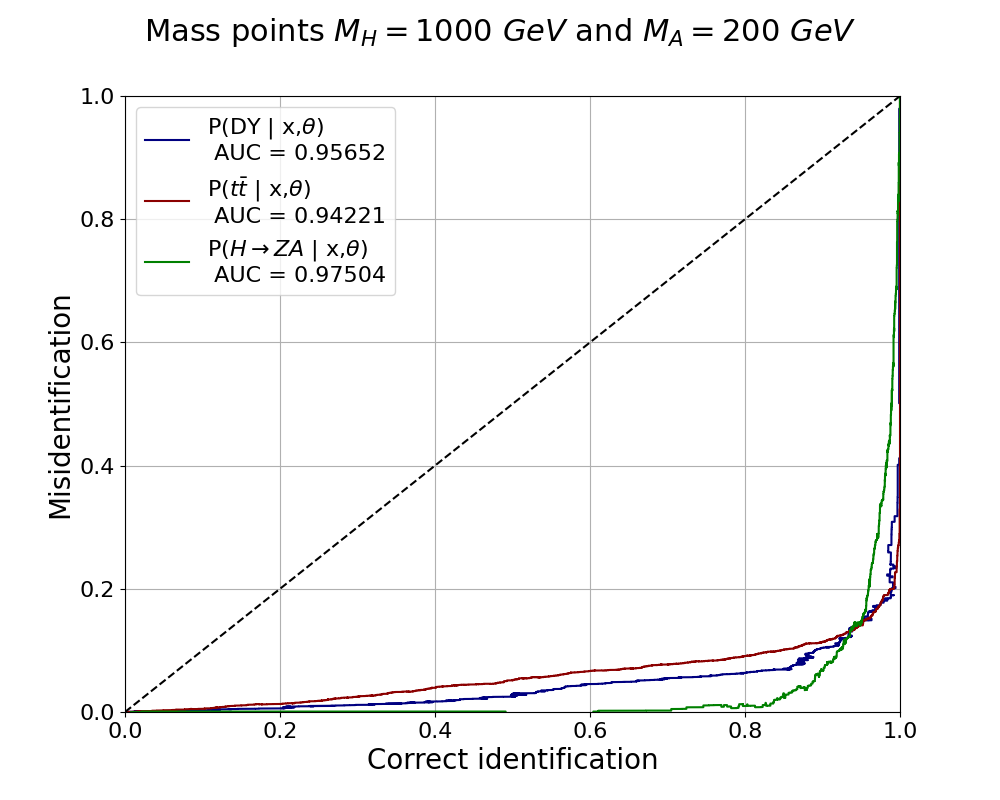 Mass points M_H = 1000 GeV and M_A = 200 GeV
1.0
P(DY | x,θ)
AUC = 0.95652
P(tt̄ | x,θ)
AUC = 0.94221
P(H→ZA | x,θ)
AUC = 0.97504
0.8
0.6
0.4
0.2
0.0
Misidentification
0.0 0.2 0.4 0.6 0.8 1.0
Correct identification